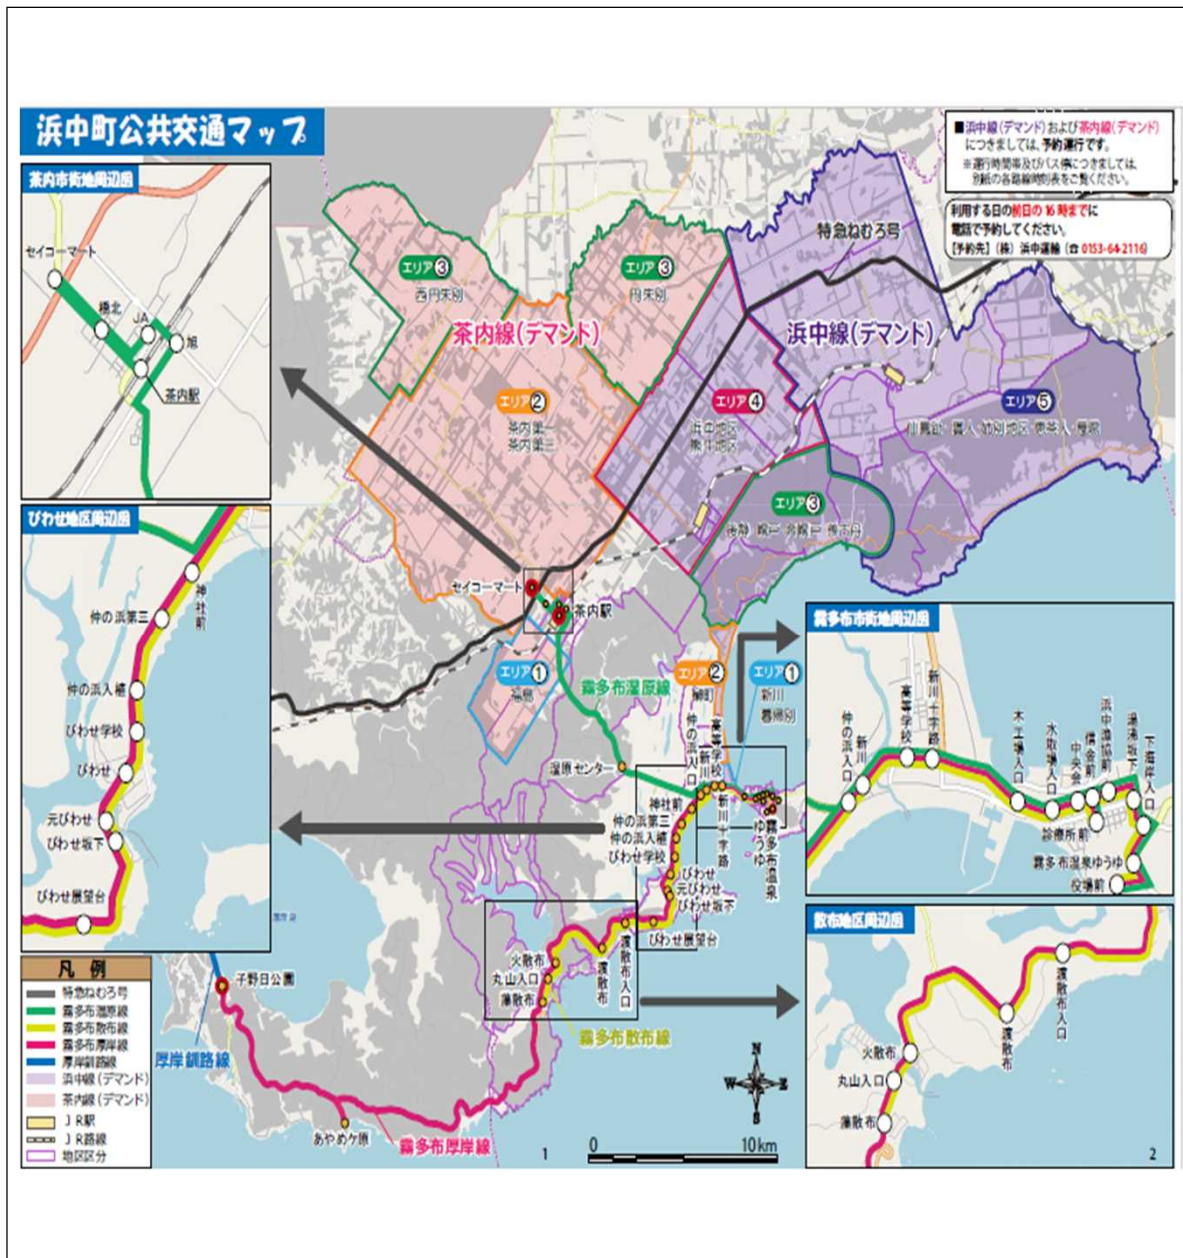 浜中町公共交通マップ
■浜中線(デマンド)および茶内線(デマンド)
につきましては、予約運行です。
※運行時間帯及びバス停につきましては、
別紙の各路線時刻表をご覧ください。
利用する日の前日の16時までに
電話で予約してください。
【予約先】(株)浜中運輸(☎0153-64-2116)
茶内市街地周辺図
セイコーマート
橋北
JA
旭
茶内駅
エリア③
西円朱別
エリア③
円朱別
特急ねむろ号
茶内線(デマンド)
浜中線(デマンド)
エリア②
茶内第一
茶内第三
エリア④
浜中地区
熊牛地区
エリア⑤
エリア③
びわせ地区周辺図
神社前
仲の浜第三
仲の浜入植
びわせ学校
びわせ
元びわせ
びわせ坂下
びわせ展望台
セイコーマート
茶内駅
エリア①
福島
霧多布湿原線
エリア②
エリア①
新川
暮帰別
湿原センター
仲の浜入口
新川
高等学校
新川十字路
霧多布温泉
ゆうゆ
神社前
仲の浜第三
仲の浜入植
びわせ学校
びわせ
元びわせ
びわせ坂下
びわせ展望台
渡散布入口
渡散布
火散布
丸山入口
藻散布
霧多布散布線
霧多布市街地周辺図
仲の浜入口
新川
高等学校
新川十字路
木工場入口
水取場入口
中央会
信金前
浜中漁協前
湯沸坂下
下海岸入口
診療所前
霧多布温泉ゆうゆ
役場前
散布地区周辺図
渡散布入口
渡散布
火散布
丸山入口
藻散布
凡例
特急ねむろ号
霧多布湿原線
霧多布散布線
霧多布厚岸線
厚岸釧路線
浜中線(デマンド)
茶内線(デマンド)
JR駅
JR路線
地区区分
子野日公園
厚岸釧路線
あやめケ原
霧多布厚岸線
N
W
E
S
0
10km
1
2